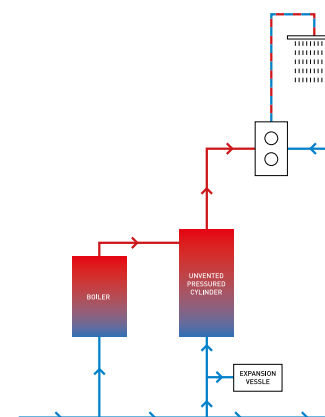 BOILER
UNVENTED
PRESSURED
CYLINDER
EXPANSION
VESSLE